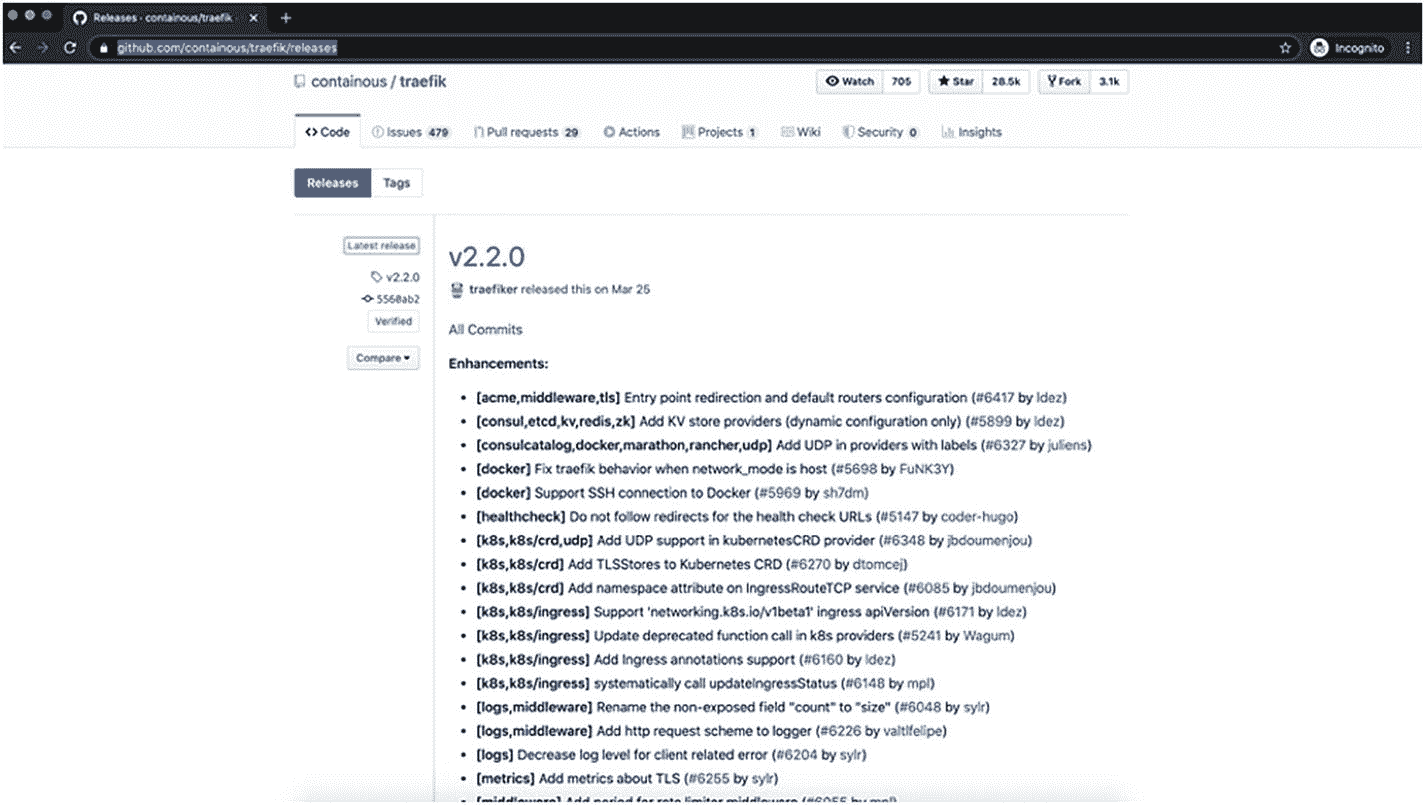 Releases · containous/traefik
github.com/containous/traefik/releases
Incognito
containous / traefik
Watch 705 Star 28.5k Fork 3.1k
Code Issues 479 Pull requests 29 Actions Projects 1 Wiki Security 0 Insights
Releases Tags
Latest release
v2.2.0
5560ab2
Verified
Compare
v2.2.0
traefiker released this on Mar 25
All Commits
Enhancements:
• [acme,middleware,tls] Entry point redirection and default routers configuration (#6417 by ldez)
• [consul,etcd,kv,redis,zk] Add KV store providers (dynamic configuration only) (#5899 by ldez)
• [consulcatalog,docker,marathon,rancher,udp] Add UDP in providers with labels (#6327 by juliens)
• [docker] Fix traefik behavior when network_mode is host (#5698 by FuNK3Y)
• [docker] Support SSH connection to Docker (#5969 by sh7dm)
• [healthcheck] Do not follow redirects for the health check URLs (#5147 by coder-hugo)
• [k8s,k8s/crd,udp] Add UDP support in kubernetesCRD provider (#6348 by jbdoumenjou)
• [k8s,k8s/crd] Add TLSStores to Kubernetes CRD (#6270 by dtomcej)
• [k8s,k8s/crd] Add namespace attribute on IngressRouteTCP service (#6085 by jbdoumenjou)
• [k8s,k8s/ingress] Support 'networking.k8s.io/v1beta1' ingress apiVersion (#6171 by ldez)
• [k8s,k8s/ingress] Update deprecated function call in k8s providers (#5241 by Wagum)
• [k8s,k8s/ingress] Add Ingress annotations support (#6160 by ldez)
• [k8s,k8s/ingress] systematically call updateIngressStatus (#6148 by mpl)
• [logs,middleware] Rename the non-exposed field "count" to "size" (#6048 by sylr)
• [logs,middleware] Add http request scheme to logger (#6226 by valtlfelipe)
• [logs] Decrease log level for client related error (#6204 by sylr)
• [metrics] Add metrics about TLS (#6255 by sylr)
• [middleware] Add period for rate limiter middleware (#6055 by mpl)